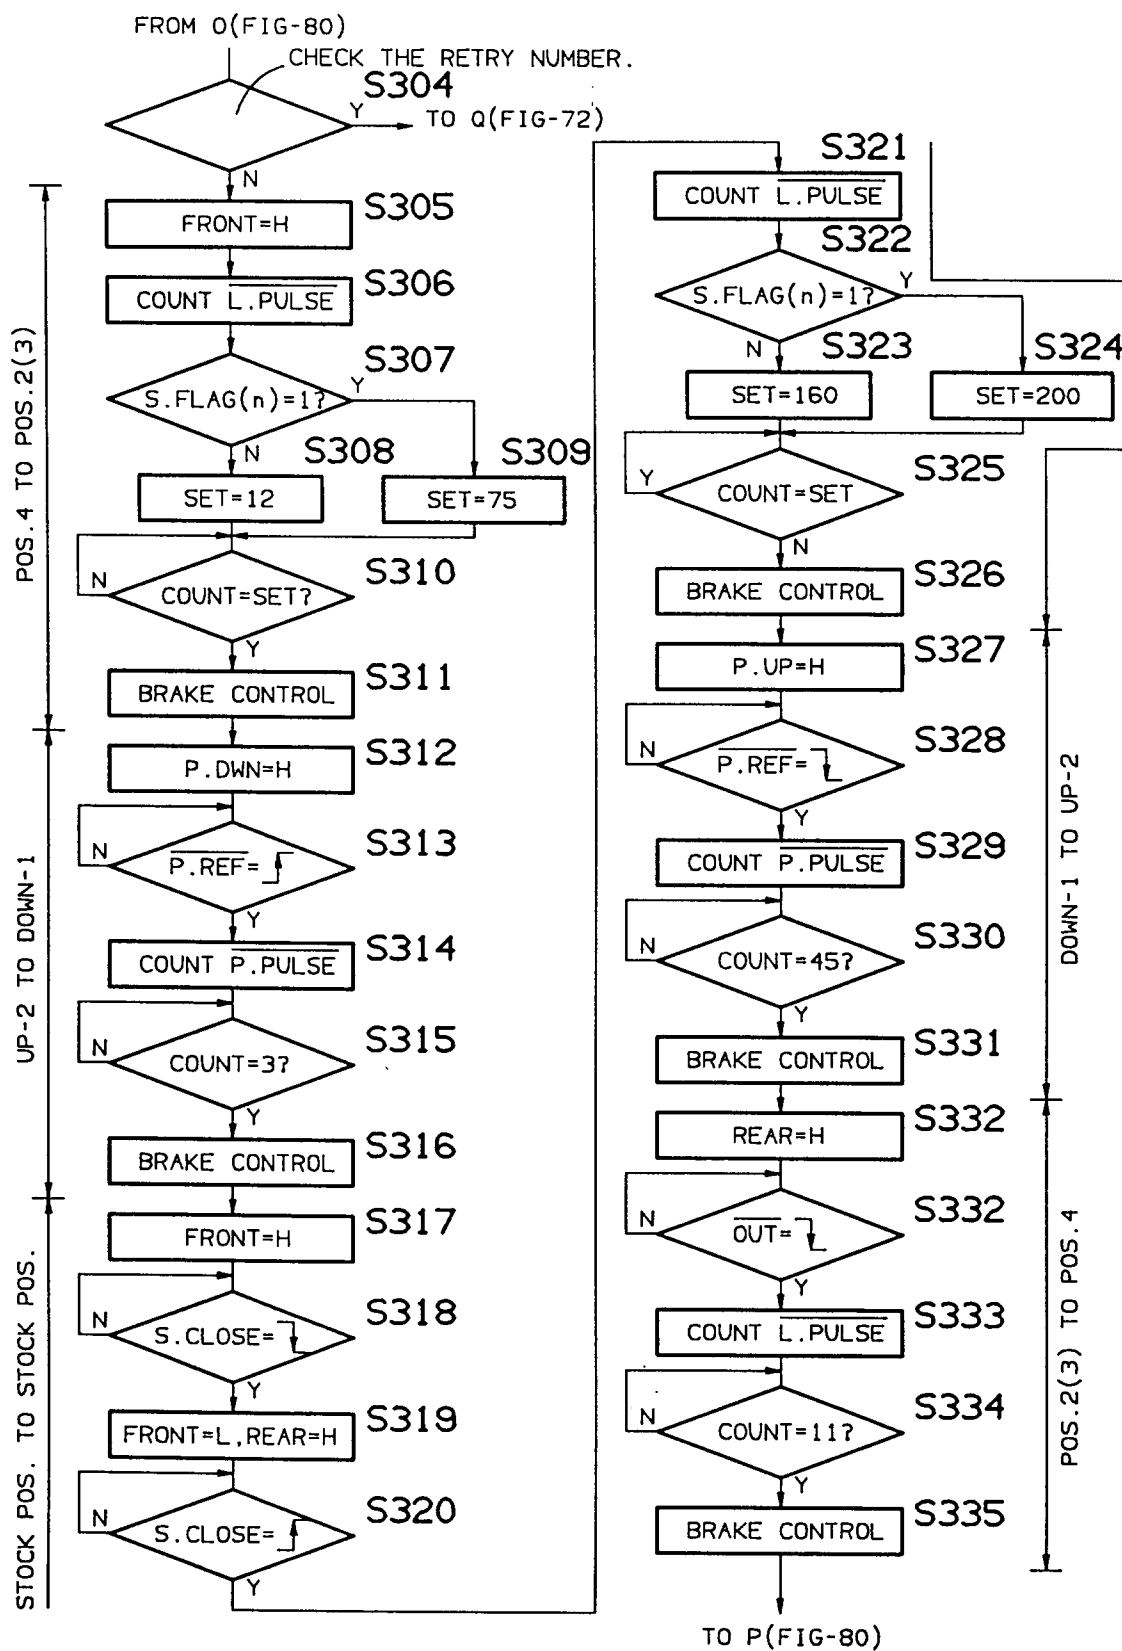 FROM O(FIG-80)
CHECK THE RETRY NUMBER.
S304
Y
TO Q(FIG-72)
N
POS.4 TO POS.2(3)
FRONT=H
S305
COUNT L.PULSE
S306
S307
S.FLAG(n)=1?
Y
N
S308
S309
SET=12
SET=75
S310
N
COUNT=SET?
Y
BRAKE CONTROL
S311
UP-2 TO DOWN-1
P.DWN=H
S312
S313
N
P.REF=
Y
COUNT P.PULSE
S314
S315
N
COUNT=3?
Y
BRAKE CONTROL
S316
STOCK POS. TO STOCK POS.
FRONT=H
S317
S318
N
S.CLOSE=
Y
FRONT=L,REAR=H
S319
S320
N
S.CLOSE=
Y
S321
COUNT L.PULSE
S322
S.FLAG(n)=1?
Y
N
S323
S324
SET=160
SET=200
S325
Y
COUNT=SET
N
BRAKE CONTROL
S326
P.UP=H
S327
DOWN-1 TO UP-2
S328
N
P.REF=
Y
COUNT P.PULSE
S329
S330
N
COUNT=45?
Y
BRAKE CONTROL
S331
REAR=H
S332
POS.2(3) TO POS.4
S332
N
OUT=
Y
COUNT L.PULSE
S333
S334
N
COUNT=11?
Y
BRAKE CONTROL
S335
TO P(FIG-80)